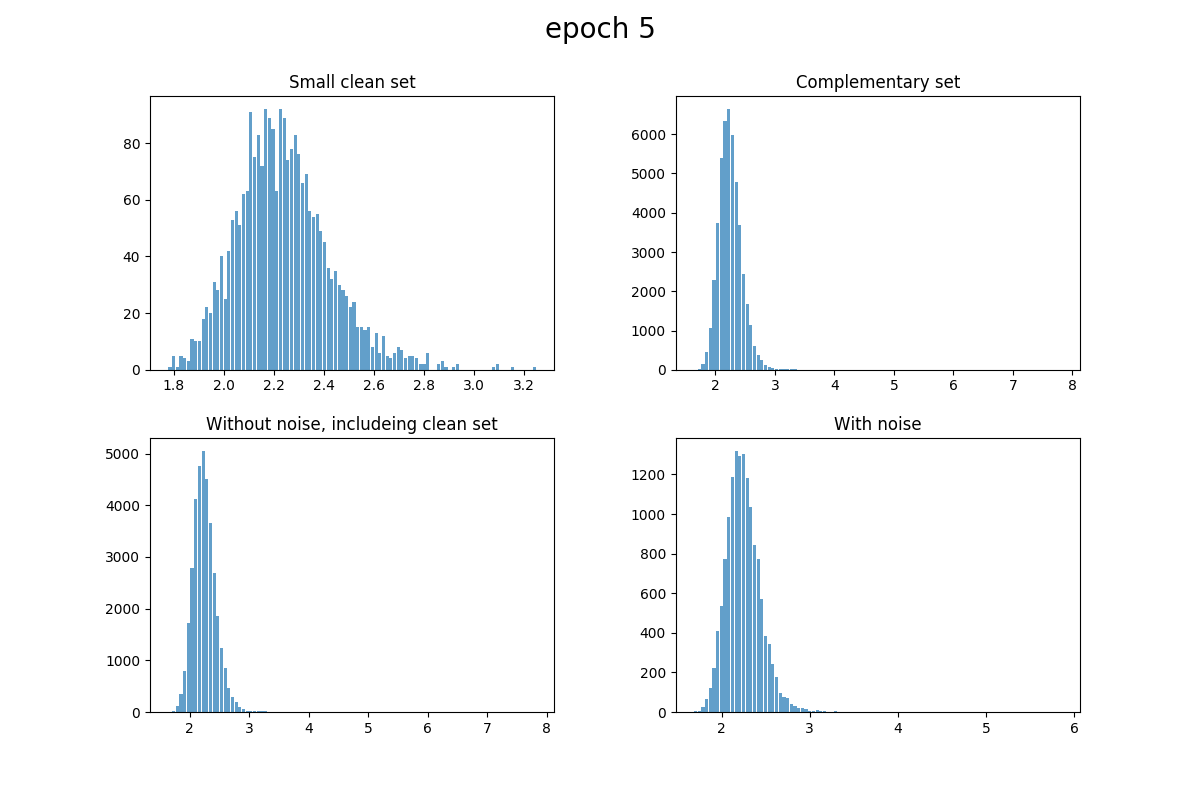 epoch 5
Small clean set
80
60
40
20
0
1.8 2.0 2.2 2.4 2.6 2.8 3.0 3.2
Complementary set
6000
5000
4000
3000
2000
1000
0
2 3 4 5 6 7 8
Without noise, includeing clean set
5000
4000
3000
2000
1000
0
2 3 4 5 6 7 8
With noise
1200
1000
800
600
400
200
0
2 3 4 5 6